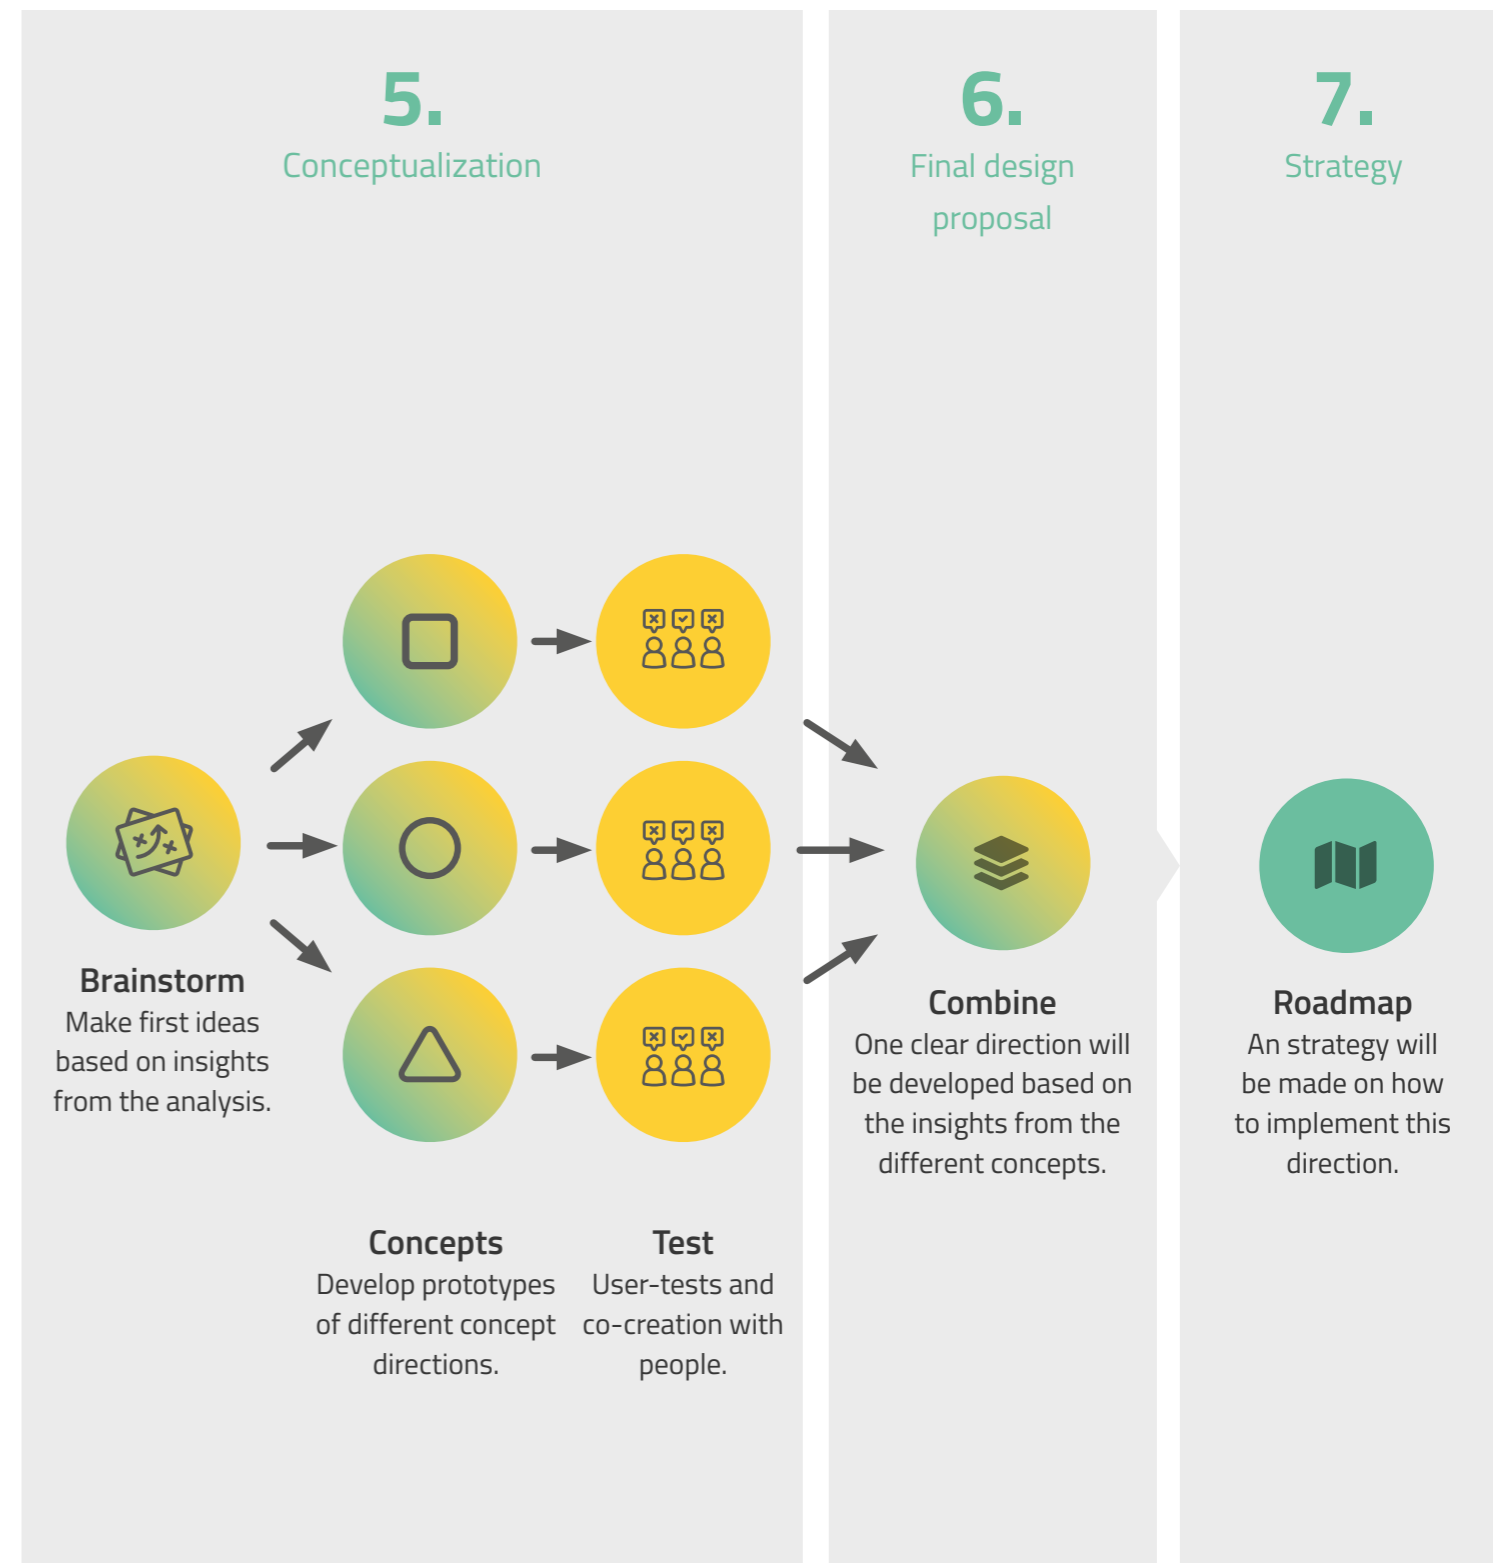 5.
Conceptualization
6.
Final design
proposal
7.
Strategy
Brainstorm
Make first ideas
based on insights
from the analysis.
Concepts
Develop prototypes
of different concept
directions.
Test
User-tests and
co-creation with
people.
Combine
One clear direction will
be developed based on
the insights from the
different concepts.
Roadmap
An strategy will
be made on how
to implement this
direction.